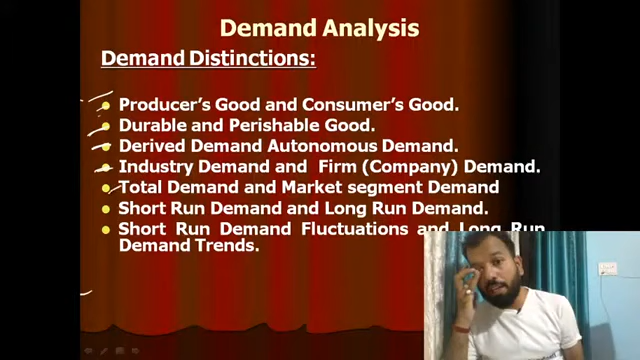 Demand Analysis
Demand Distinctions:
Producer's Good and Consumer's Good.
Durable and Perishable Good.
Derived Demand Autonomous Demand.
Industry Demand and Firm (Company) Demand.
Total Demand and Market segment Demand
Short Run Demand and Long Run Demand.
Short Run Demand Fluctuations and Long Run
Demand Trends.